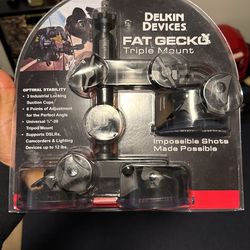 DELKIN
DEVICES
FAT GECKO
Triple Mount
OPTIMAL STABILITY
• 3 Industrial Locking
Suction Cups
• 6 Points of Adjustment
for the Perfect Angle
• Universal ¼"-20
Tripod Mount
• Supports DSLRs,
Camcorders & Lighting
Devices up to 12 lbs.
Impossible Shots
Made Possible